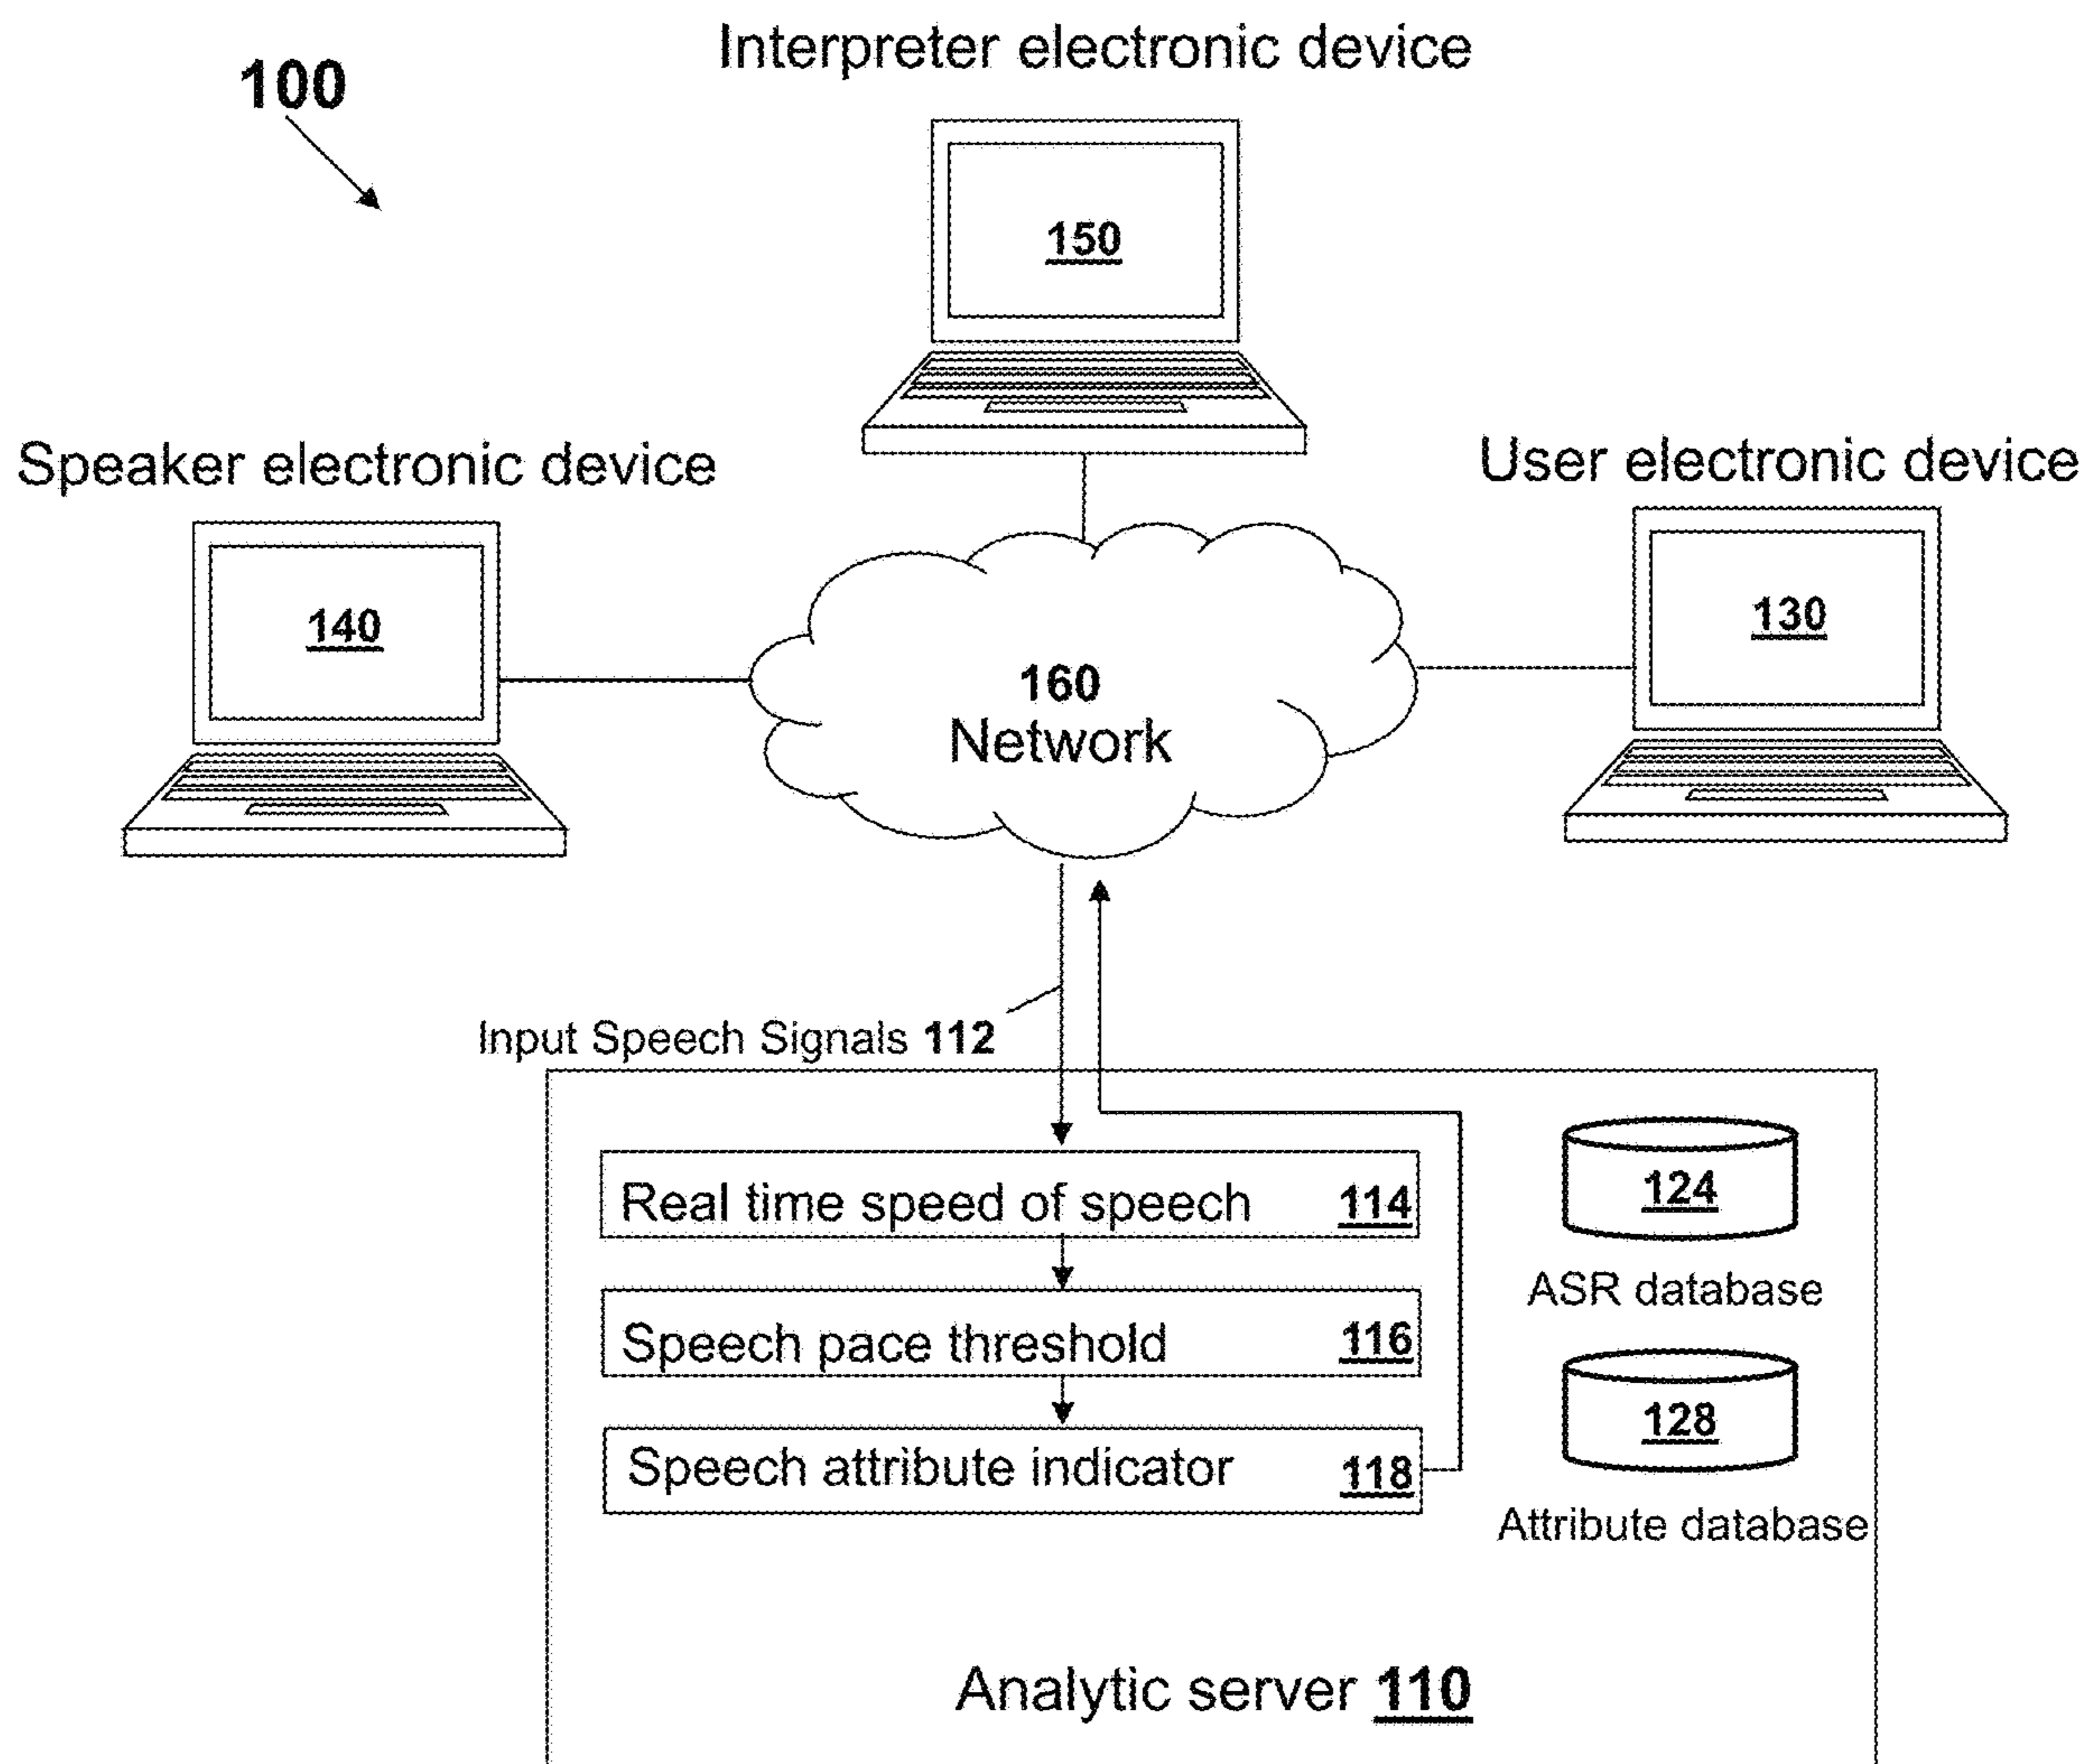 Interpreter electronic device
100
150
Speaker electronic device
User electronic device
140
130
160
Network
Input Speech Signals 112
Real time speed of speech 114
124
ASR database
Speech pace threshold 116
128
Speech attribute indicator 118
Attribute database
Analytic server 110